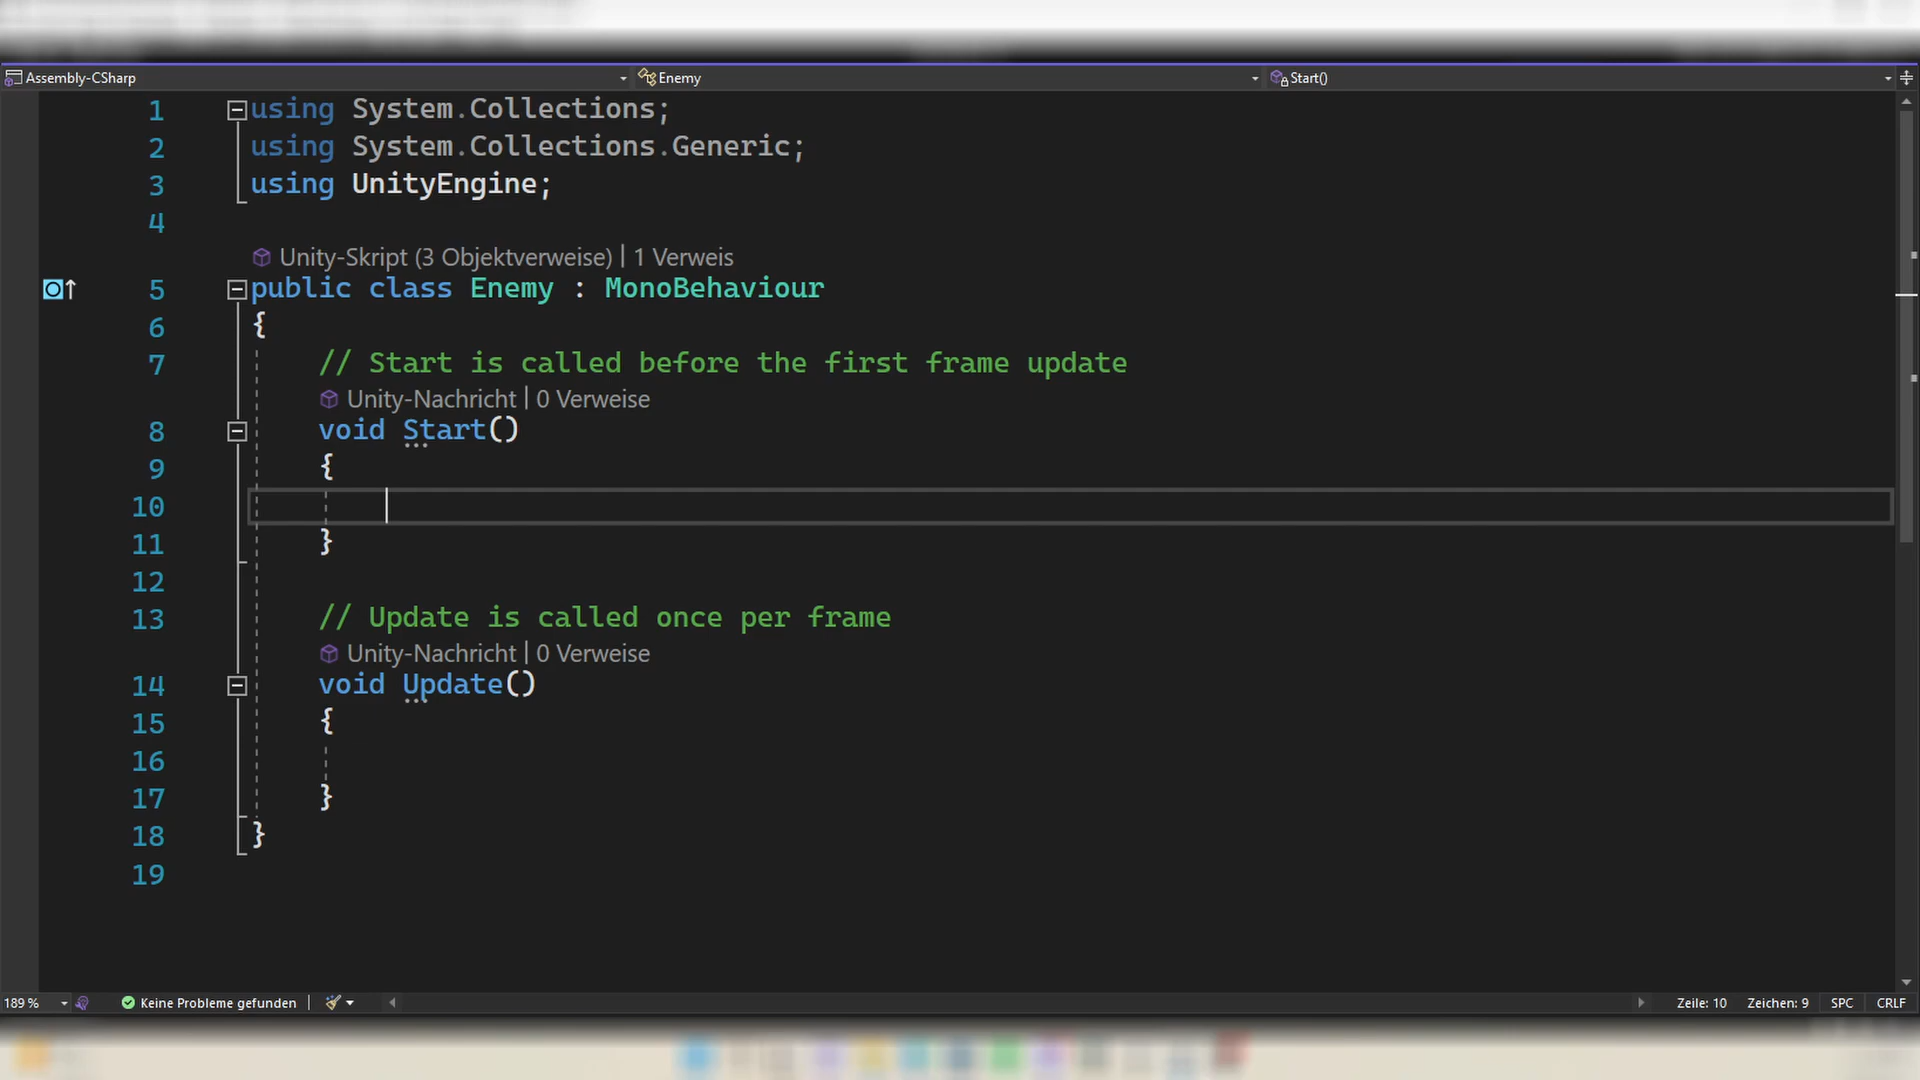 Assembly-CSharp
Enemy
Start()
1 using System.Collections;
2 using System.Collections.Generic;
3 using UnityEngine;
4
Unity-Skript (3 Objektverweise) | 1 Verweis
5 public class Enemy : MonoBehaviour
6 {
7 // Start is called before the first frame update
Unity-Nachricht | 0 Verweise
8 void Start()
9 {
10
11 }
12
13 // Update is called once per frame
Unity-Nachricht | 0 Verweise
14 void Update()
15 {
16
17 }
18 }
19
189 % Keine Probleme gefunden Zeile: 10 Zeichen: 9 SPC CRLF